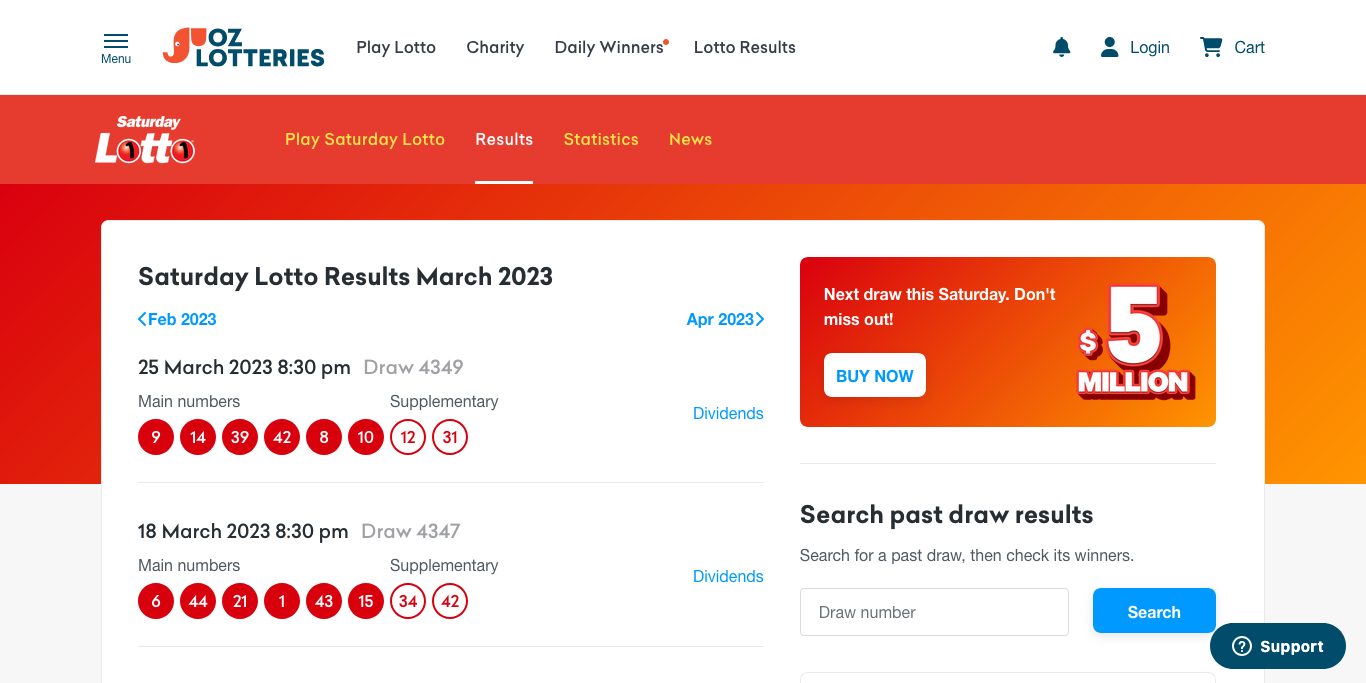 Menu
OZ
LOTTERIES
Play Lotto
Charity
Daily Winners
Lotto Results
Login
Cart
Saturday
Lotto
Play Saturday Lotto
Results
Statistics
News
Saturday Lotto Results March 2023
Feb 2023
Apr 2023
25 March 2023 8:30 pm Draw 4349
Main numbers Supplementary
9 14 39 42 8 10 12 31
Dividends
18 March 2023 8:30 pm Draw 4347
Main numbers Supplementary
6 44 21 1 43 15 34 42
Dividends
Next draw this Saturday. Don't
miss out!
BUY NOW
$5
MILLION
Search past draw results
Search for a past draw, then check its winners.
Draw number
Search
Support